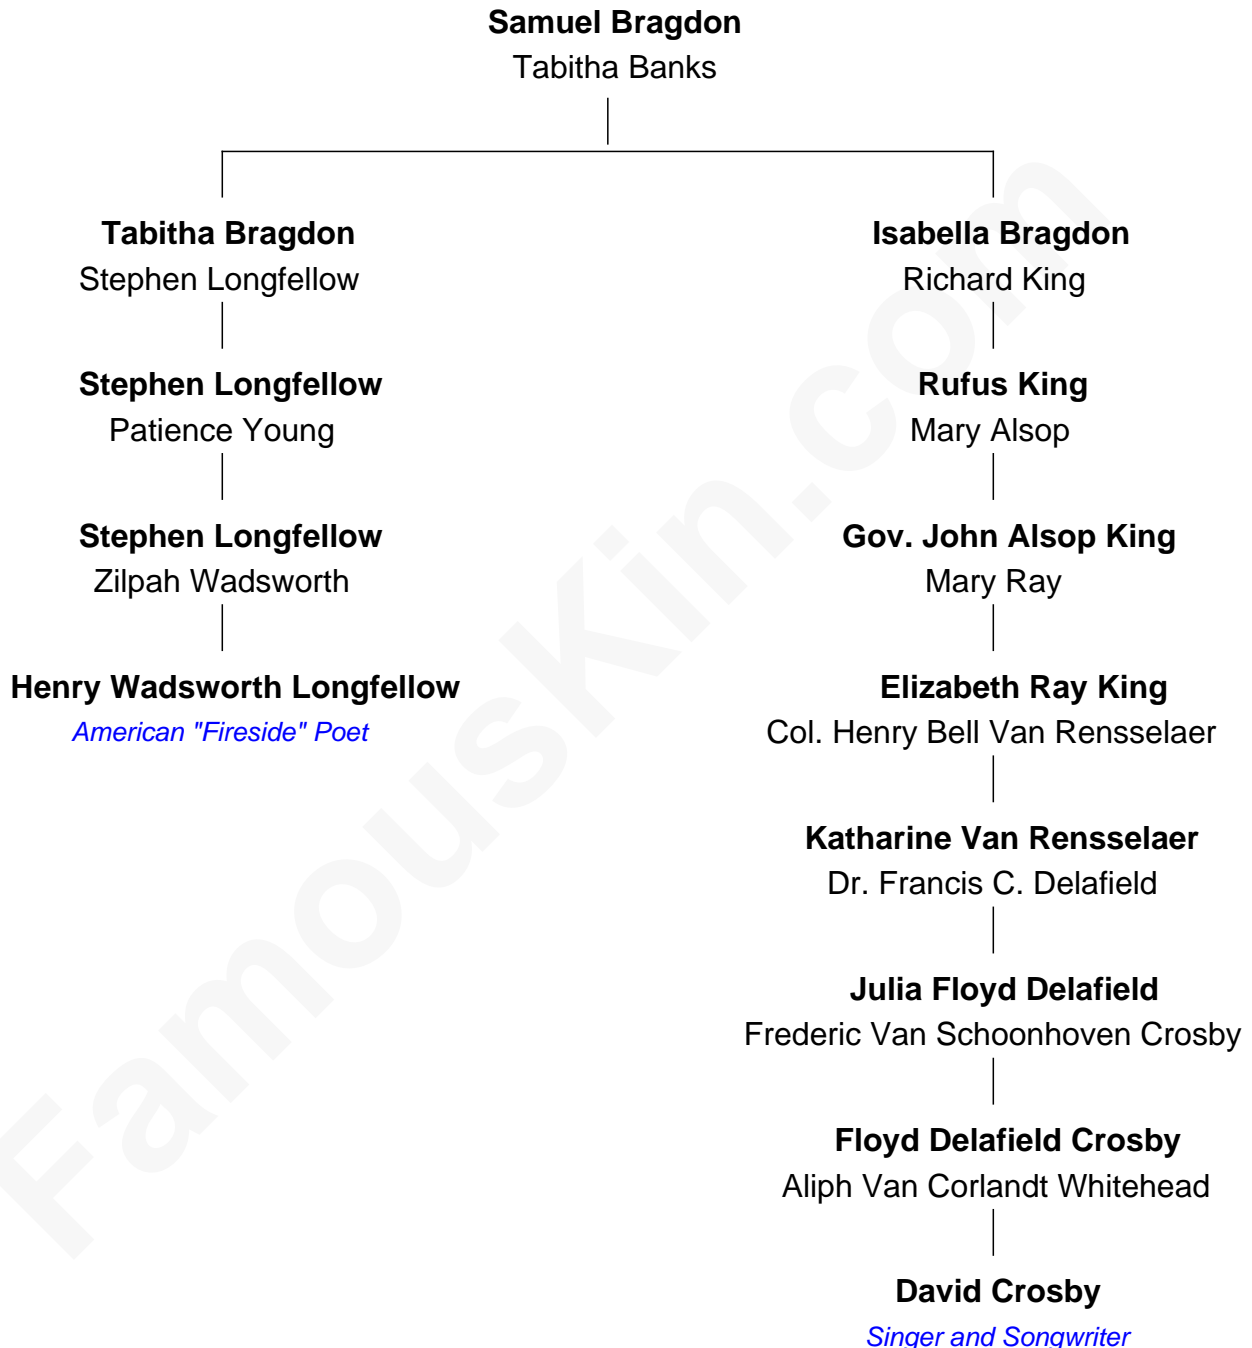 Samuel Bragdon
Tabitha Banks
Tabitha Bragdon
Stephen Longfellow
Stephen Longfellow
Patience Young
Stephen Longfellow
Zilpah Wadsworth
Henry Wadsworth Longfellow
American "Fireside" Poet
Isabella Bragdon
Richard King
Rufus King
Mary Alsop
Gov. John Alsop King
Mary Ray
Elizabeth Ray King
Col. Henry Bell Van Rensselaer
Katharine Van Rensselaer
Dr. Francis C. Delafield
Julia Floyd Delafield
Frederic Van Schoonhoven Crosby
Floyd Delafield Crosby
Aliph Van Corlandt Whitehead
David Crosby
Singer and Songwriter
FamousKin.com